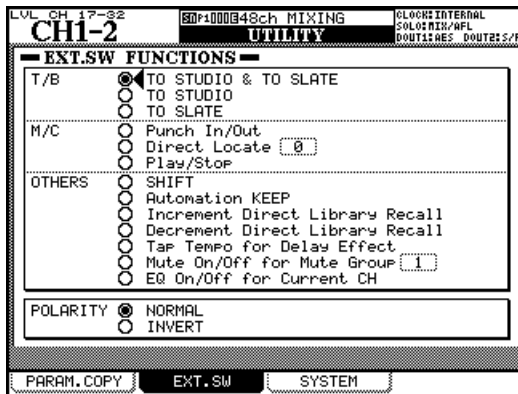 LVL CH 17-32
CH1-2
48ch MIXING
UTILITY
CLOCK:INTERNAL
SOLO:MIX/AFL
DOUT1:AES DOUT2:S/P
EXT.SW FUNCTIONS
T/B TO STUDIO & TO SLATE
TO STUDIO
TO SLATE
M/C Punch In/Out
Direct Locate 0
Play/Stop
OTHERS SHIFT
Automation KEEP
Increment Direct Library Recall
Decrement Direct Library Recall
Tap Tempo for Delay Effect
Mute On/Off for Mute Group 1
EQ On/Off for Current CH
POLARITY NORMAL
INVERT
PARAM.COPY EXT.SW SYSTEM